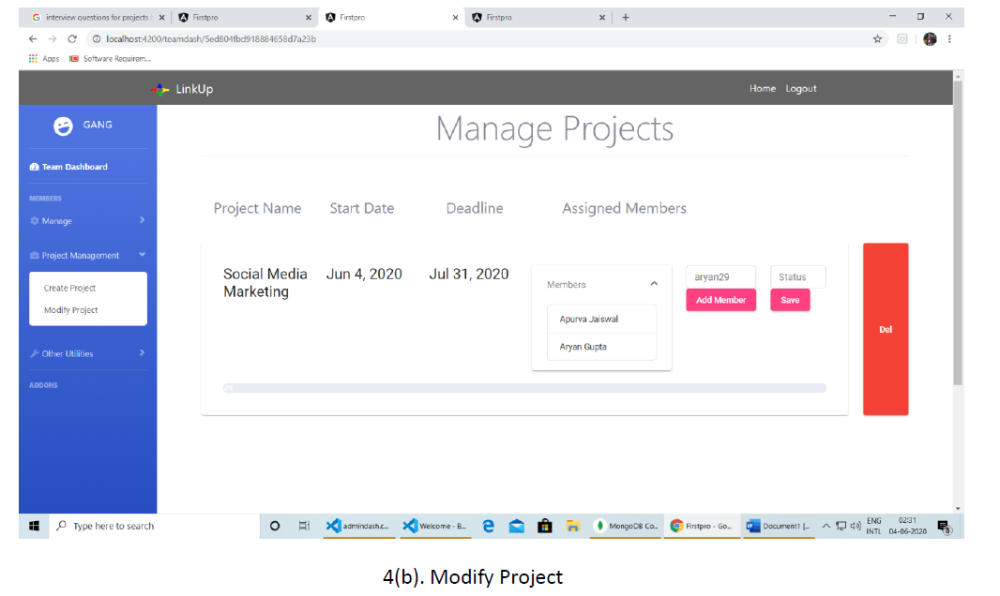 interview questions for projects
Firstpro
Firstpro
Firstpro
localhost:4200/teamdash/5ed804fbd918884658d7a23b
Apps
Software Requirem...
LinkUp
Home Logout
GANG
Manage Projects
Team Dashboard
MEMBERS
Manage
Project Management
Create Project
Modify Project
Other Utilities
ADDONS
Project Name Start Date Deadline Assigned Members
Social Media Marketing
Jun 4, 2020
Jul 31, 2020
Members
Apurva Jaiswal
Aryan Gupta
aryan29
Add Member
Status
Save
Del
Type here to search
admindash.c...
Welcome - B...
MongoDB Co...
Firstpro - Go...
Document1 [...
ENG
INTL
02:31
04-06-2020
4(b). Modify Project